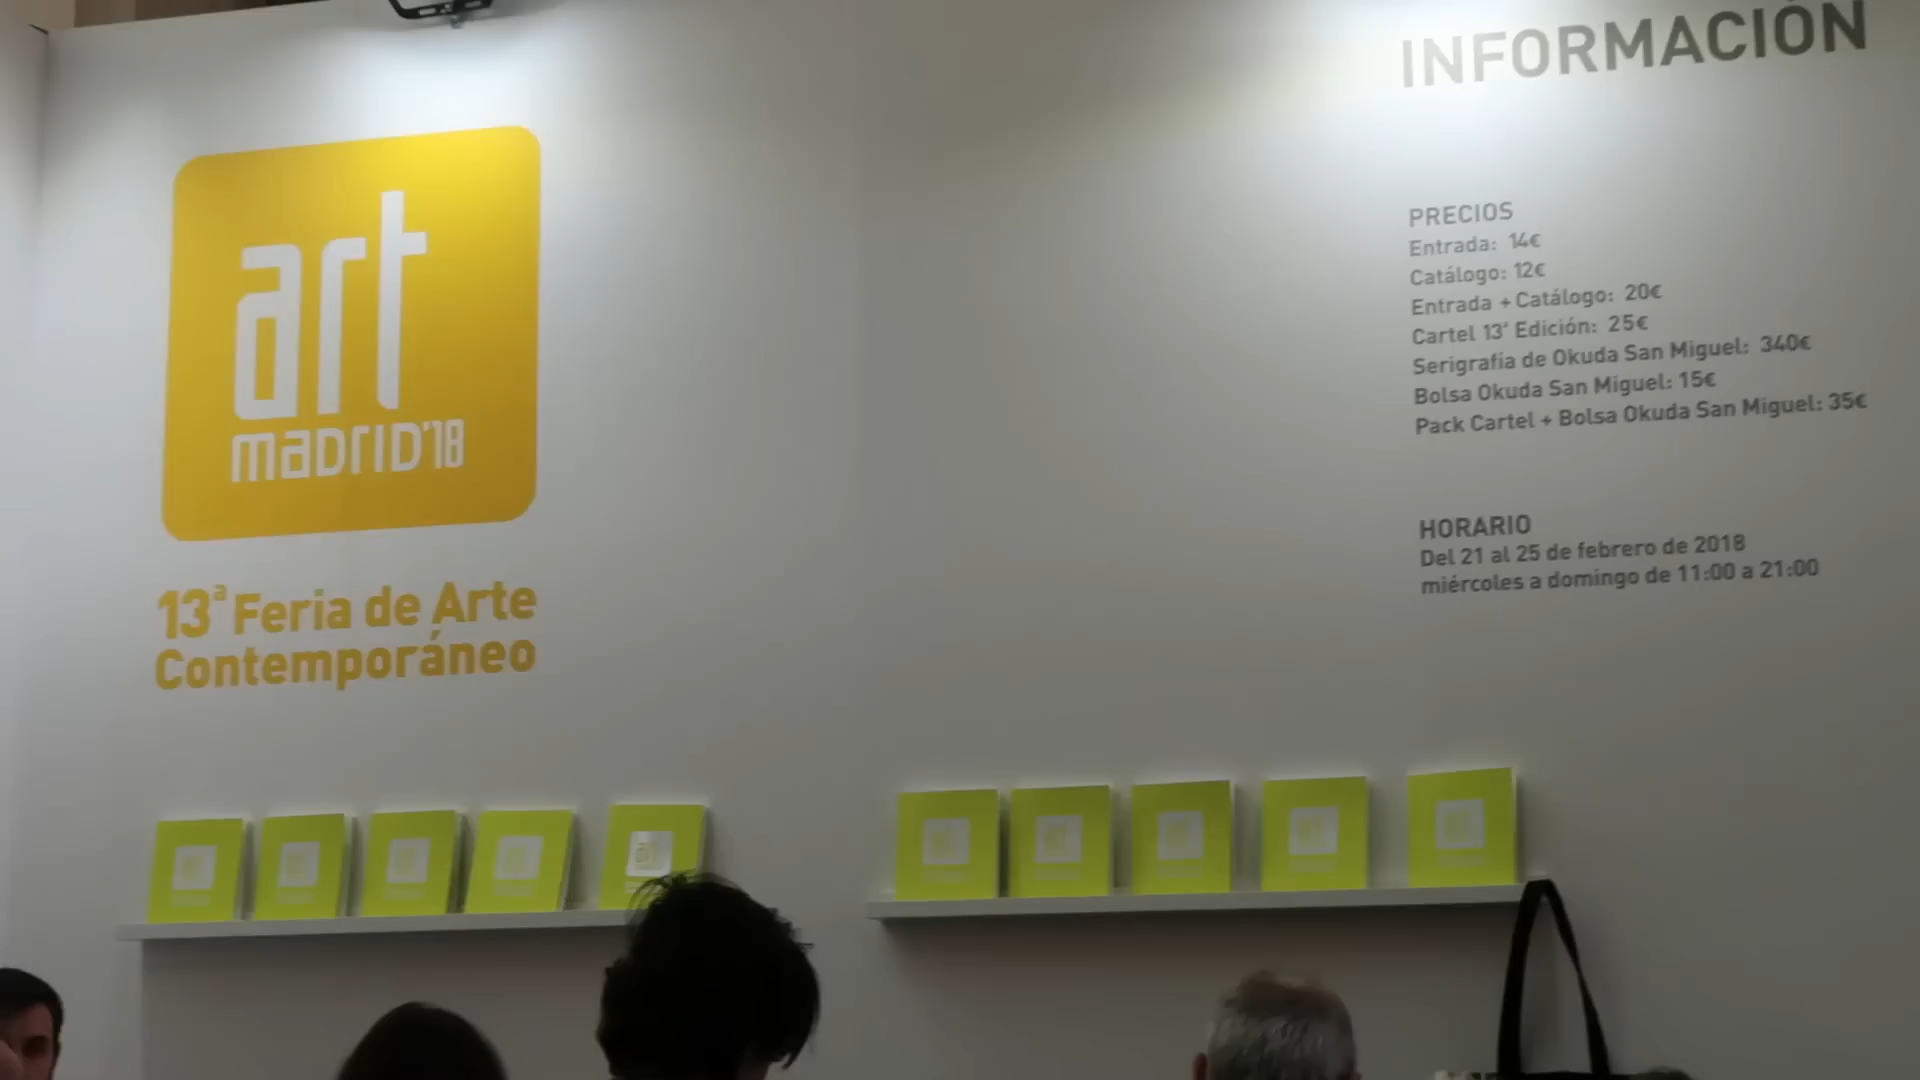 art
madrid'18
13ª Feria de Arte
Contemporáneo
INFORMACIÓN
PRECIOS
Entrada: 14€
Catálogo: 12€
Entrada + Catálogo: 20€
Cartel 13ª Edición: 25€
Serigrafía de Okuda San Miguel: 340€
Bolsa Okuda San Miguel: 15€
Pack Cartel + Bolsa Okuda San Miguel: 35€
HORARIO
Del 21 al 25 de febrero de 2018
miércoles a domingo de 11:00 a 21:00
art